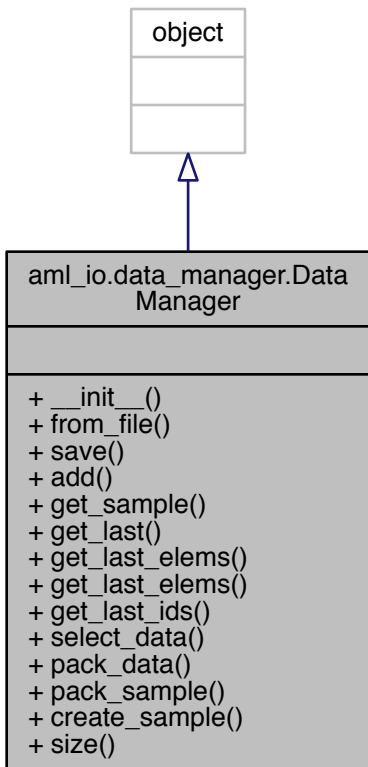 object
aml_io.data_manager.Data
Manager
+ __init__()
+ from_file()
+ save()
+ add()
+ get_sample()
+ get_last()
+ get_last_elems()
+ get_last_elems()
+ get_last_ids()
+ select_data()
+ pack_data()
+ pack_sample()
+ create_sample()
+ size()